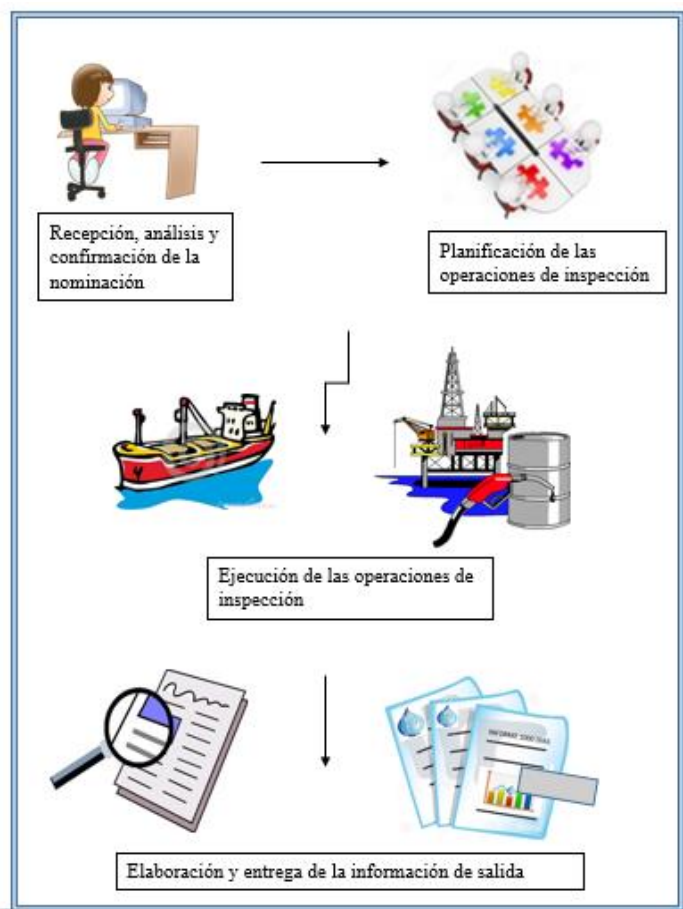 Recepción, análisis y
confirmación de la
nominación
Planificación de las
operaciones de inspección
Ejecución de las operaciones de
inspección
Elaboración y entrega de la información de salida